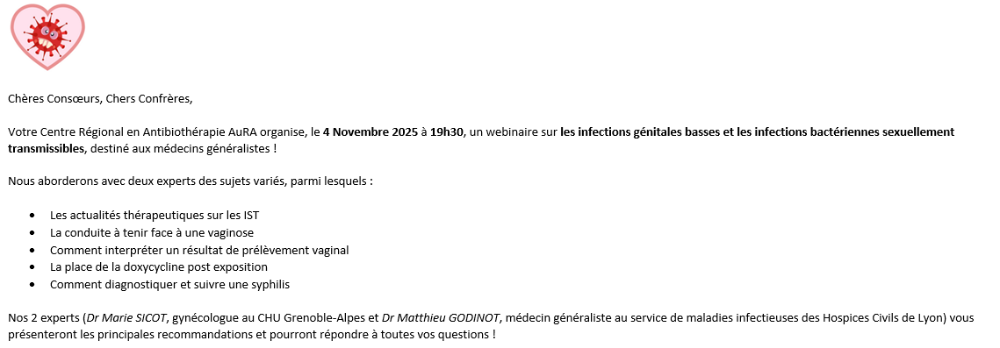 Chères Consœurs, Chers Confrères,
Votre Centre Régional en Antibiothérapie AuRA organise, le 4 Novembre 2025 à 19h30, un webinaire sur les infections génitales basses et les infections bactériennes sexuellement
transmissibles, destiné aux médecins généralistes !
Nous aborderons avec deux experts des sujets variés, parmi lesquels :
• Les actualités thérapeutiques sur les IST
• La conduite à tenir face à une vaginose
• Comment interpréter un résultat de prélèvement vaginal
• La place de la doxycycline post exposition
• Comment diagnostiquer et suivre une syphilis
Nos 2 experts (Dr Marie SICOT, gynécologue au CHU Grenoble-Alpes et Dr Matthieu GODINOT, médecin généraliste au service de maladies infectieuses des Hospices Civils de Lyon) vous
présenteront les principales recommandations et pourront répondre à toutes vos questions !